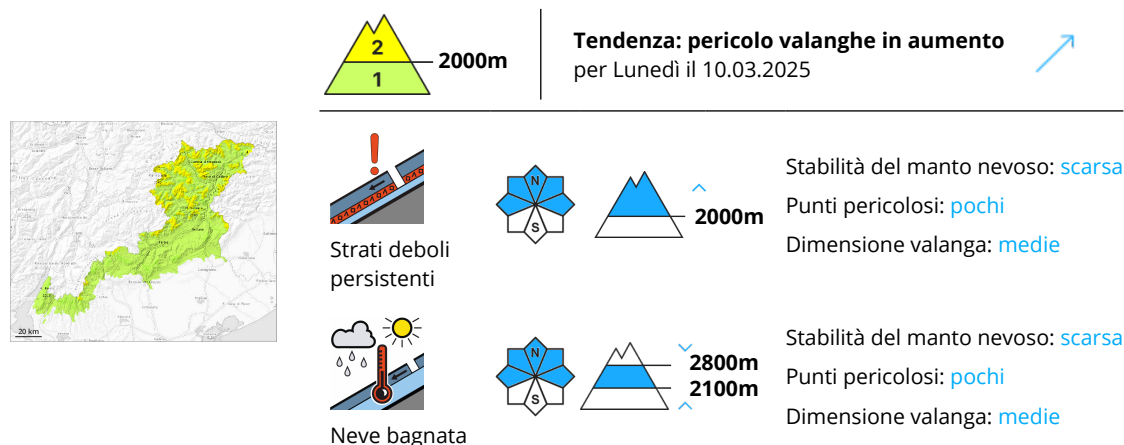 2
1
2000m
Tendenza: pericolo valanghe in aumento
per Lunedì il 10.03.2025
20 km
Strati deboli
persistenti
N
S
2000m
Stabilità del manto nevoso: scarsa
Punti pericolosi: pochi
Dimensione valanga: medie
Neve bagnata
N
S
2800m
2100m
Stabilità del manto nevoso: scarsa
Punti pericolosi: pochi
Dimensione valanga: medie